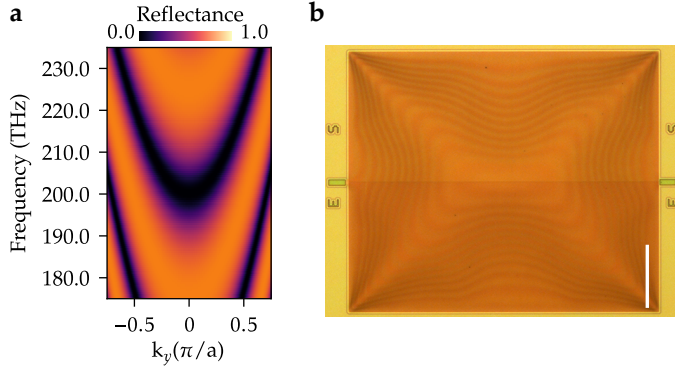 a
Reflectance
0.0 1.0
230.0
220.0
210.0
200.0
190.0
180.0
Frequency (THz)
−0.5 0 0.5
k_y(π/a)
b
S S
E E